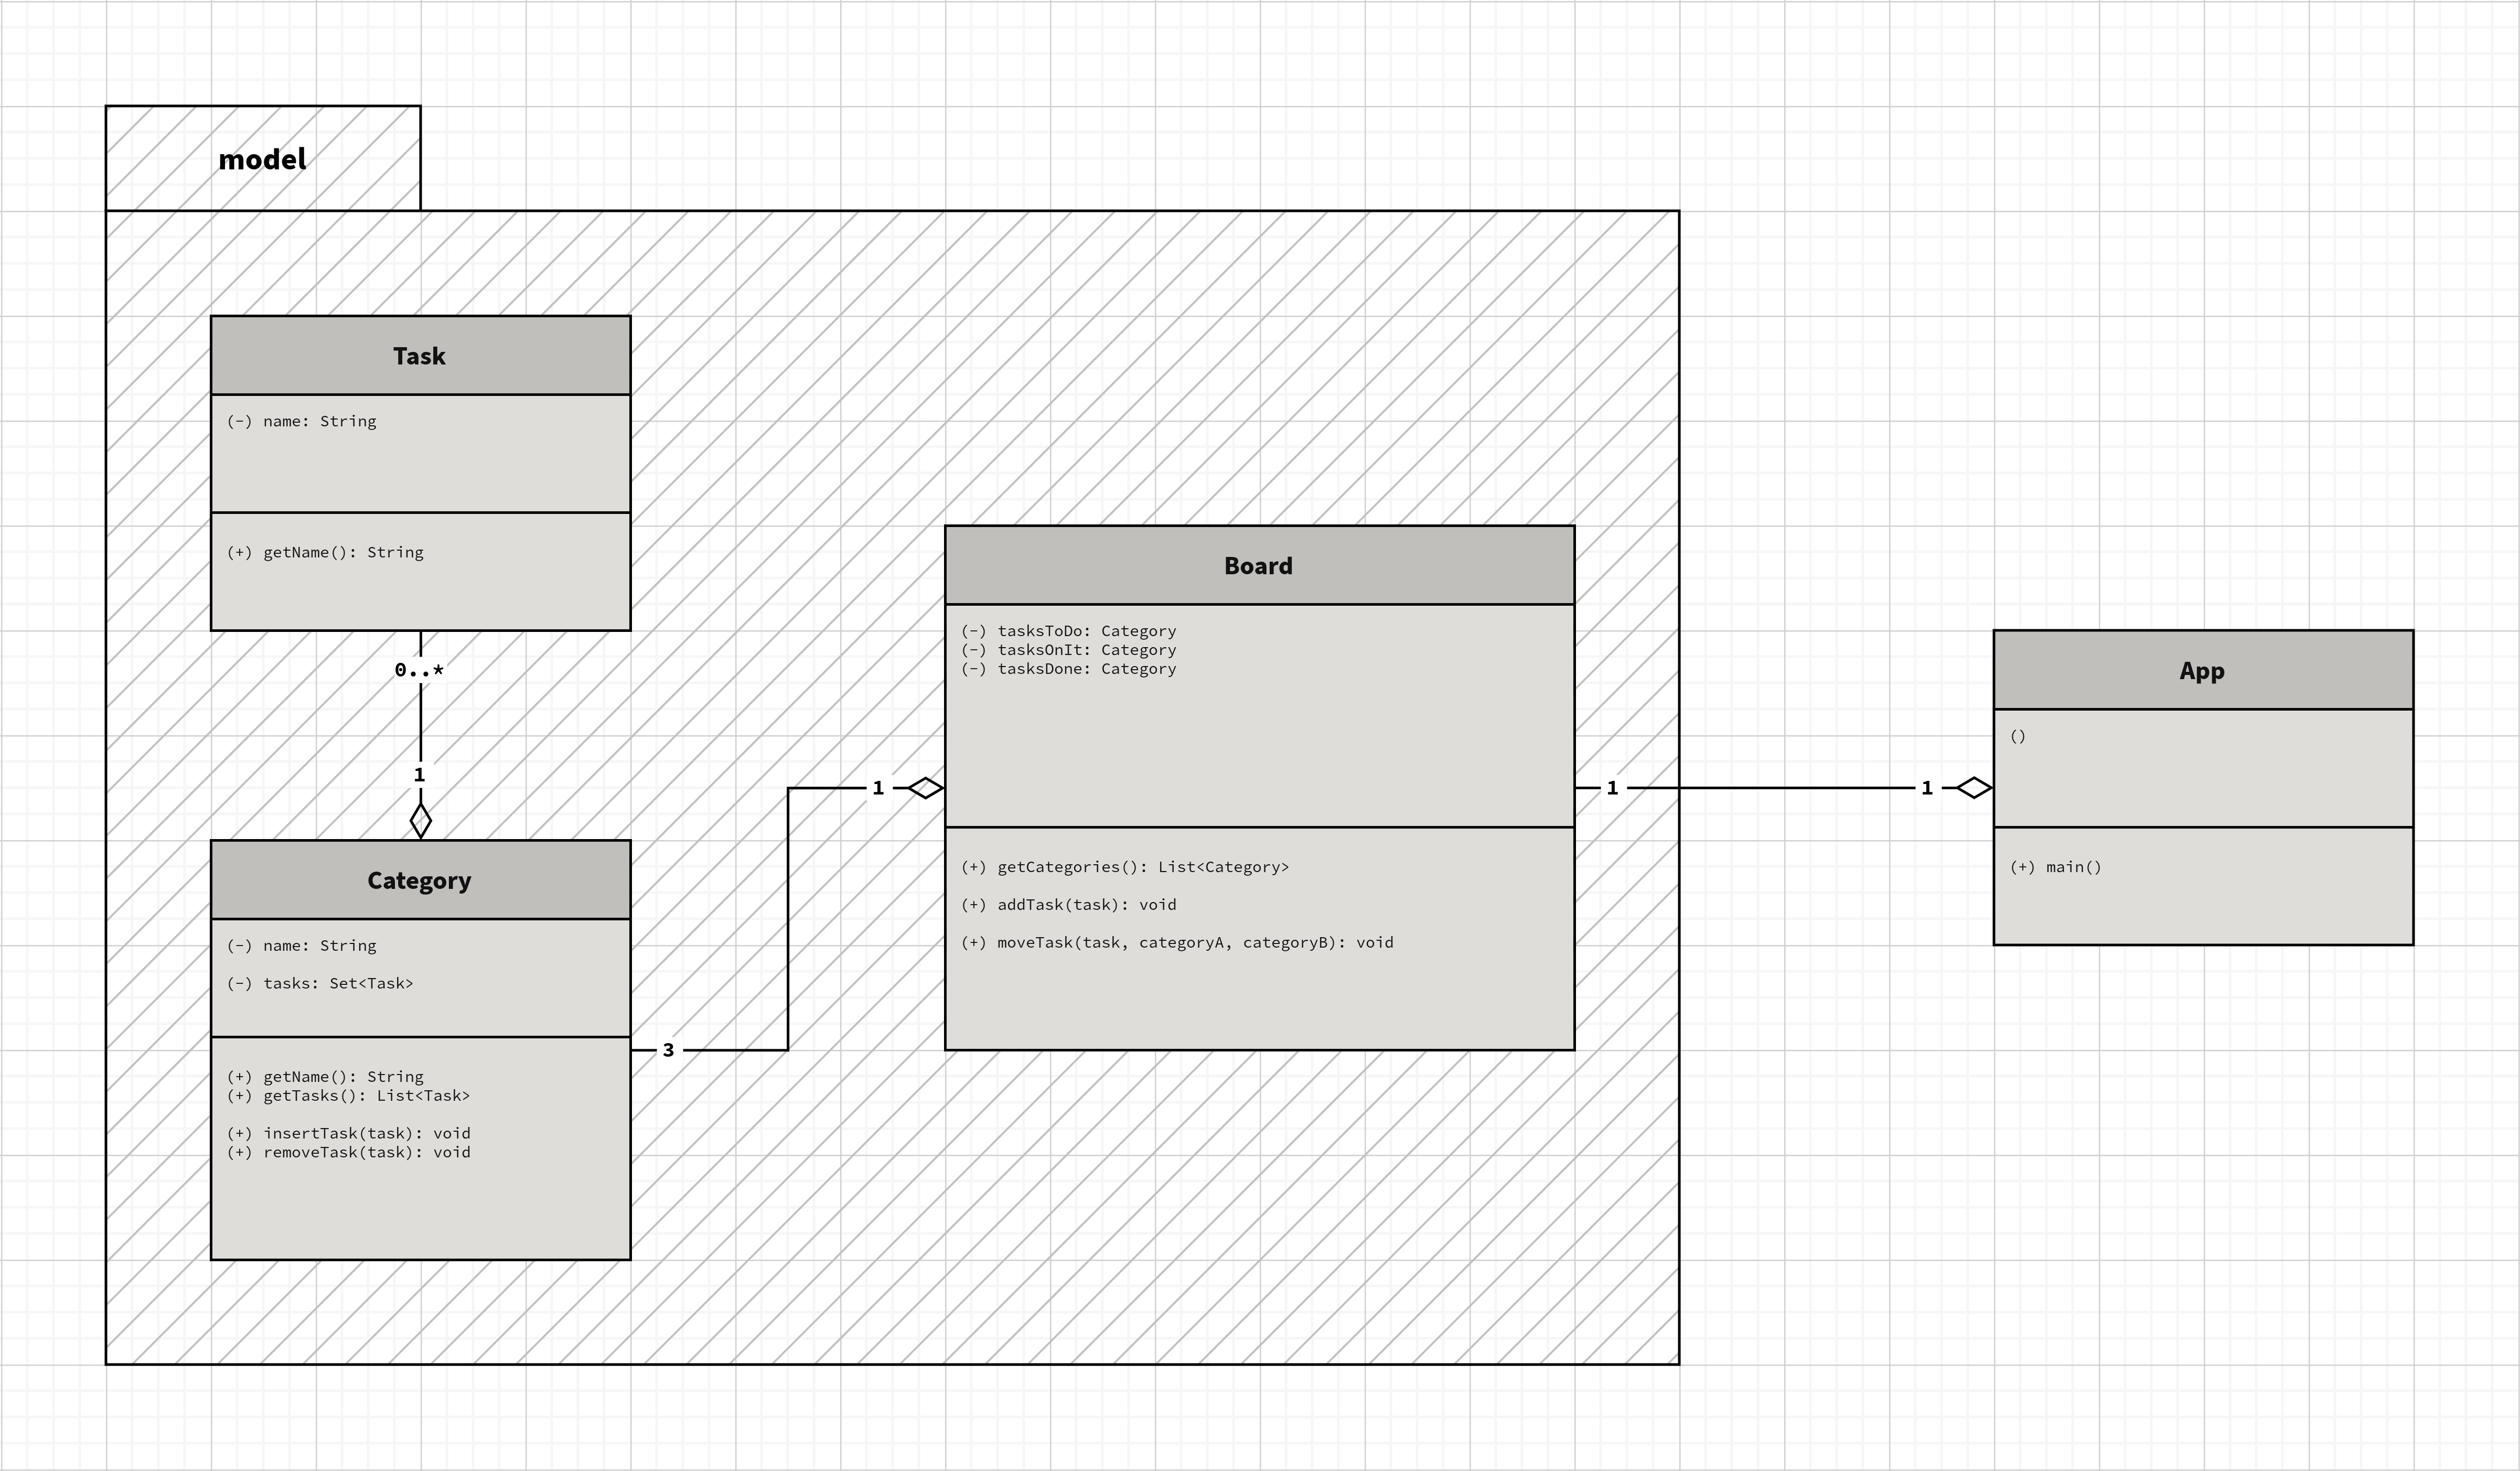 model
Task
(-) name: String
(+) getName(): String
0..*
1
Category
(-) name: String
(-) tasks: Set<Task>
(+) getName(): String
(+) getTasks(): List<Task>
(+) insertTask(task): void
(+) removeTask(task): void
3
1
Board
(-) tasksToDo: Category
(-) tasksOnIt: Category
(-) tasksDone: Category
(+) getCategories(): List<Category>
(+) addTask(task): void
(+) moveTask(task, categoryA, categoryB): void
1
1
App
()
(+) main()